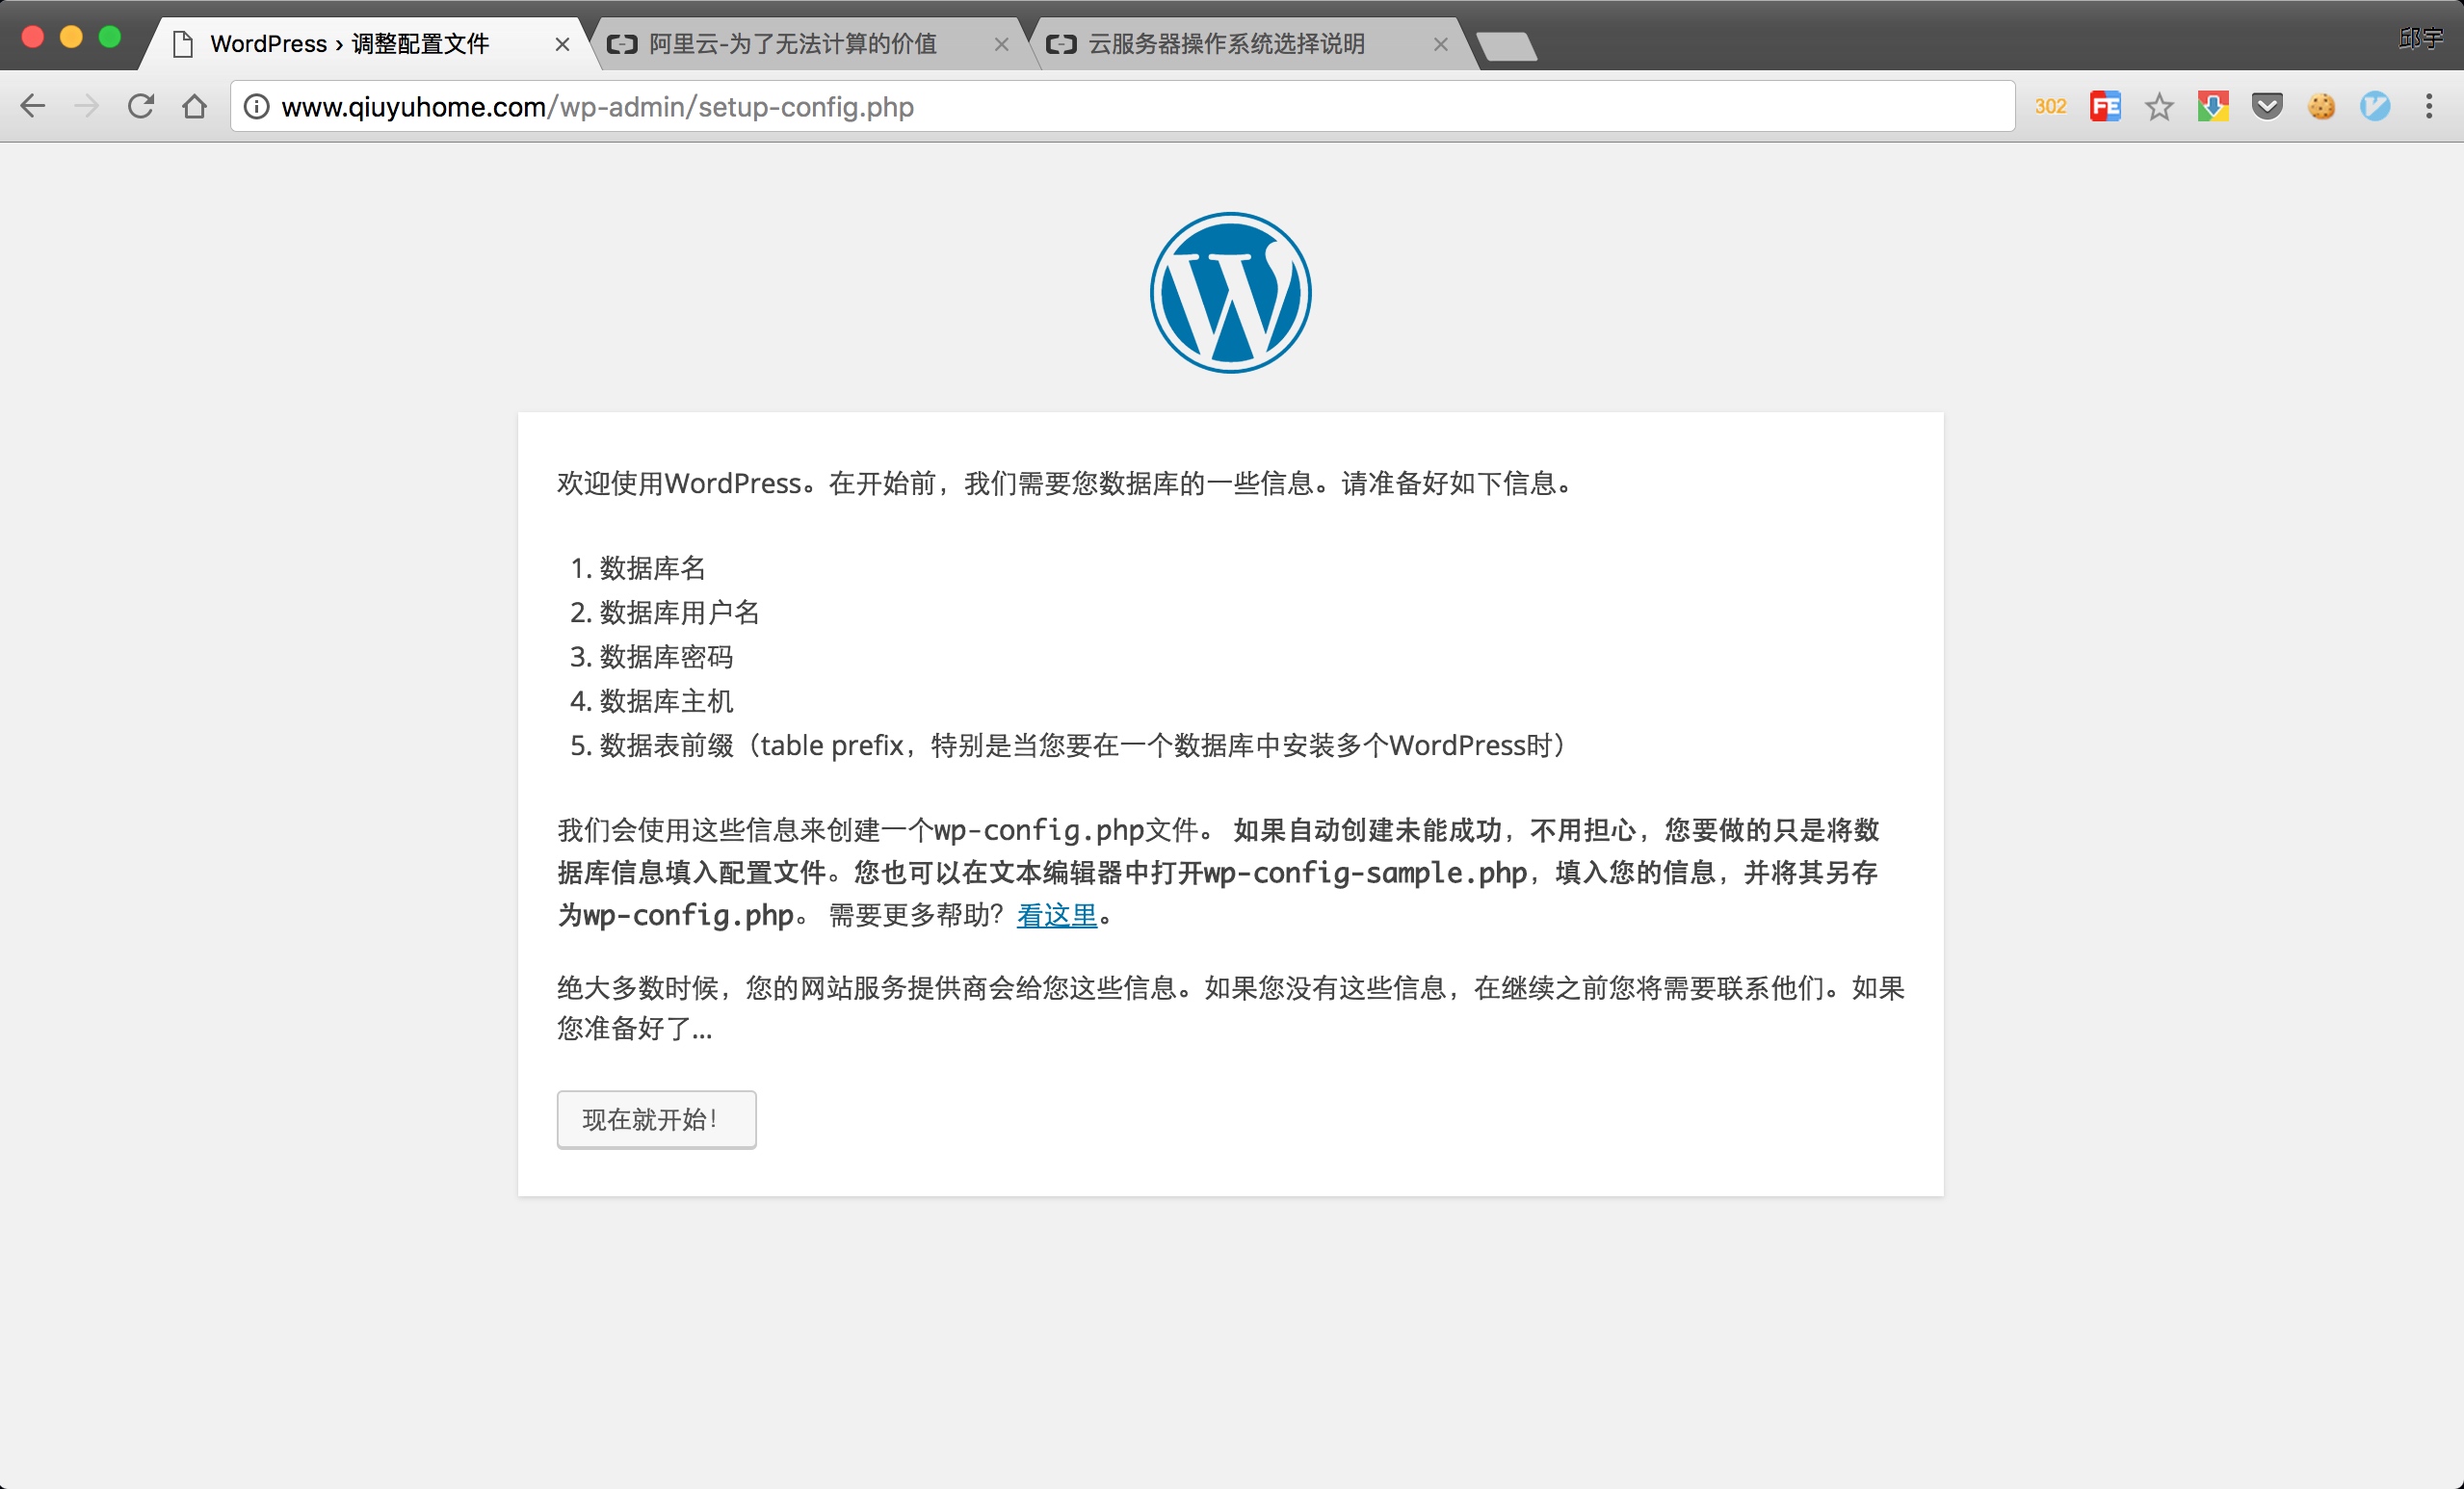 WordPress › 调整配置文件
阿里云-为了无法计算的价值
云服务器操作系统选择说明
邱宇
www.qiuyuhome.com/wp-admin/setup-config.php
302
FE
欢迎使用WordPress。在开始前，我们需要您数据库的一些信息。请准备好如下信息。
1. 数据库名
2. 数据库用户名
3. 数据库密码
4. 数据库主机
5. 数据表前缀（table prefix，特别是当您要在一个数据库中安装多个WordPress时）
我们会使用这些信息来创建一个wp-config.php文件。 如果自动创建未能成功，不用担心，您要做的只是将数
据库信息填入配置文件。您也可以在文本编辑器中打开wp-config-sample.php，填入您的信息，并将其另存
为wp-config.php。 需要更多帮助？看这里。
绝大多数时候，您的网站服务提供商会给您这些信息。如果您没有这些信息，在继续之前您将需要联系他们。如果
您准备好了...
现在就开始！